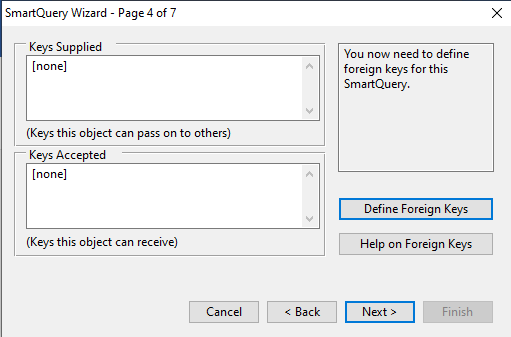 SmartQuery Wizard - Page 4 of 7
Keys Supplied
[none]
(Keys this object can pass on to others)
Keys Accepted
[none]
(Keys this object can receive)
You now need to define
foreign keys for this
SmartQuery.
Define Foreign Keys
Help on Foreign Keys
Cancel
< Back
Next >
Finish